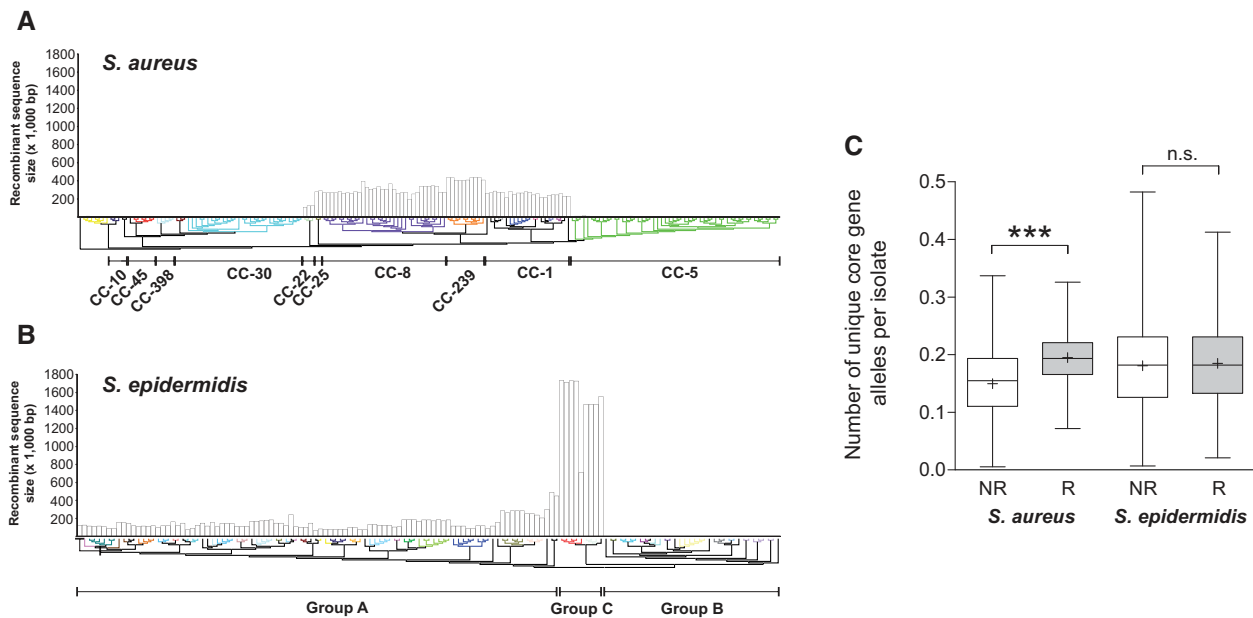 A
S. aureus
Recombinant sequence
size (x 1,000 bp)
1800
1600
1400
1200
1000
800
600
400
200
CC-10
CC-45
CC-398
CC-30
CC-22
CC-25
CC-8
CC-239
CC-1
CC-5
B
S. epidermidis
Recombinant sequence
size (x 1,000 bp)
1800
1600
1400
1200
1000
800
600
400
200
Group A
Group C
Group B
C
Number of unique core gene
alleles per isolate
0.5
0.4
0.3
0.2
0.1
0.0
***
n.s.
NR R NR R
S. aureus S. epidermidis